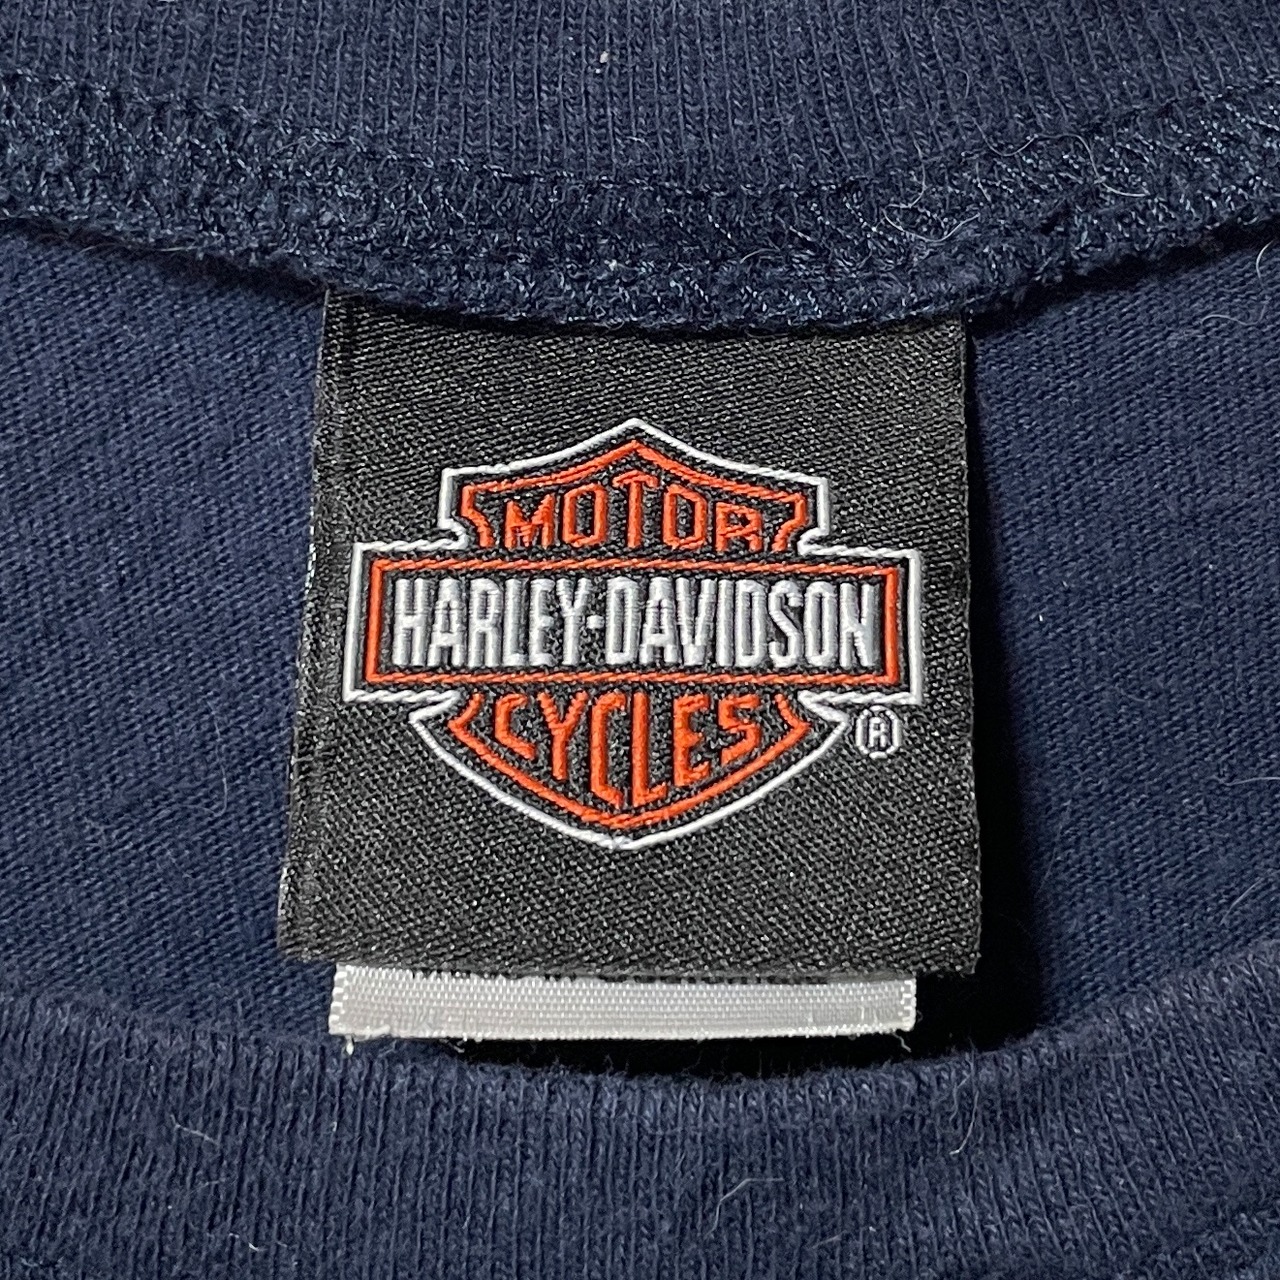 MOTOR
HARLEY-DAVIDSON
CYCLES
®